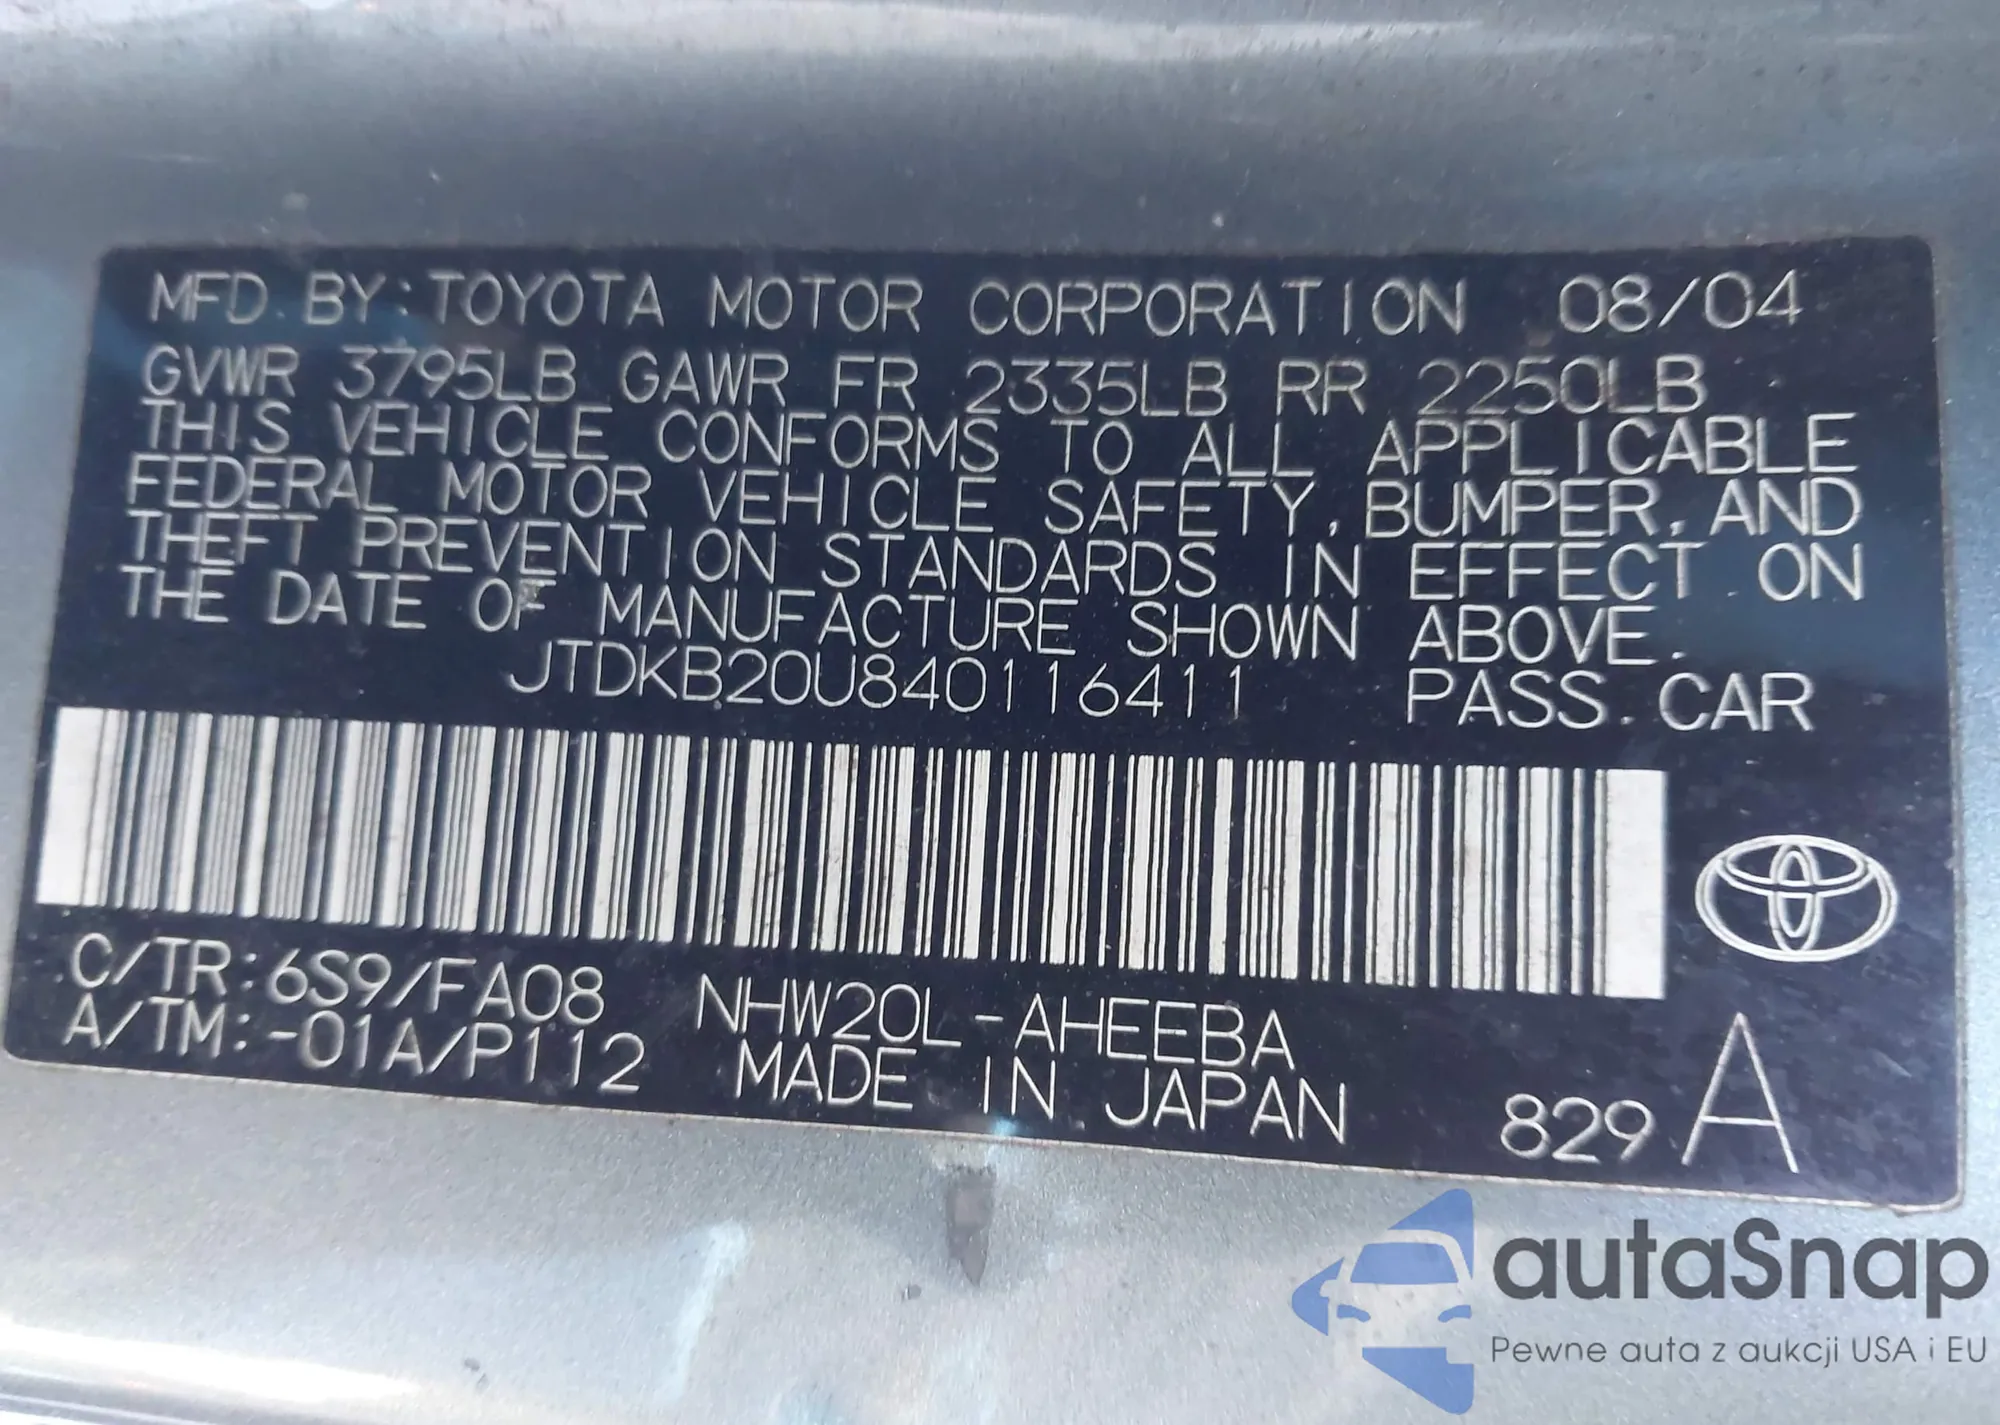 MFD. BY: TOYOTA MOTOR CORPORATION 08/04
GVWR 3795LB GAWR FR 2335LB RR 2250LB
THIS VEHICLE CONFORMS TO ALL APPLICABLE
FEDERAL MOTOR VEHICLE SAFETY, BUMPER, AND
THEFT PREVENTION STANDARDS IN EFFECT ON
THE DATE OF MANUFACTURE SHOWN ABOVE.
JTDKB20U840116411 PASS. CAR
C/TR: 6S9/FA08 NHW20L-AHEEBA
A/TM: -01A/P112 MADE IN JAPAN 829 A
autaSnap
Pewne auta z aukcji USA i EU